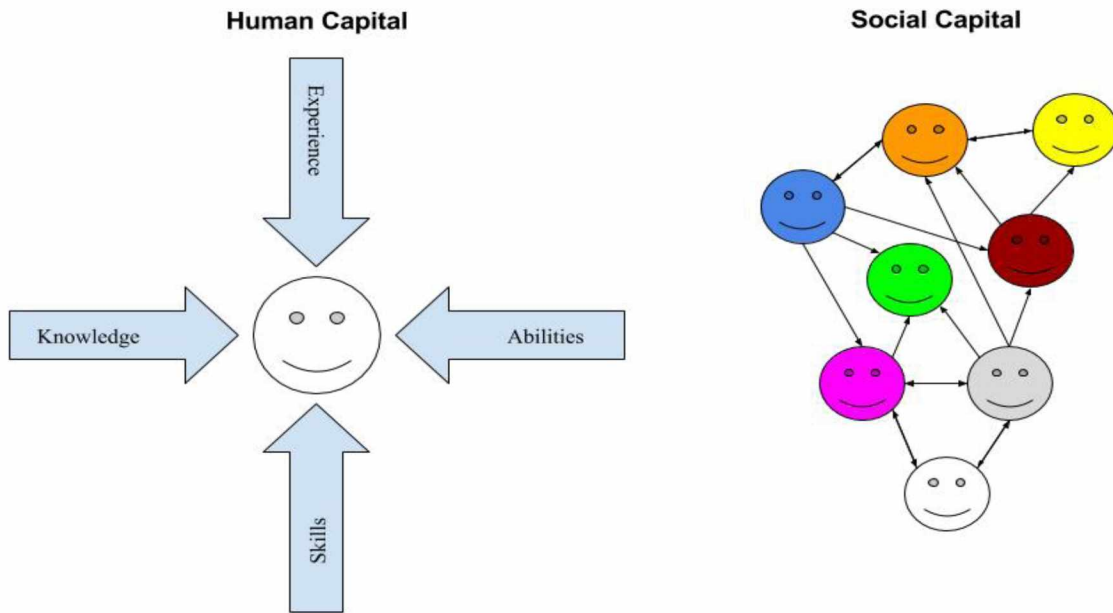 Human Capital
Social Capital
Experience
Knowledge
Abilities
Skills